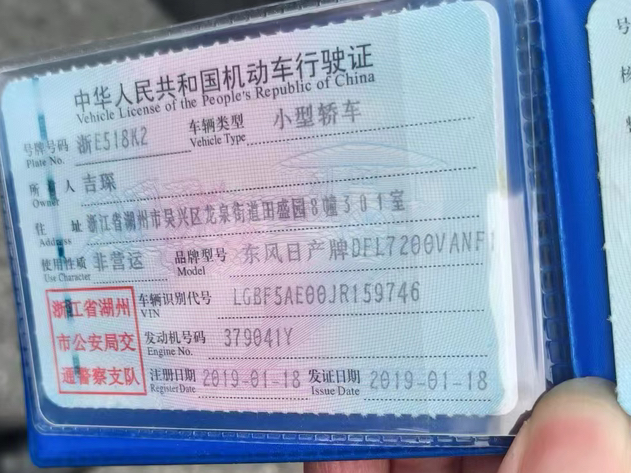 中华人民共和国机动车行驶证
Vehicle License of the People's Republic of China
号牌号码 浙E518K2 车辆类型 小型轿车
Plate No. Vehicle Type
所有人 吉琛
Owner
住址 浙江省湖州市吴兴区龙泉街道田盛园8幢301室
Address
使用性质 非营运 品牌型号 东风日产牌DFL7200VANF1
Use Character Model
浙江省湖州
市公安局交
通警察支队
车辆识别代号 LGBF5AE00JR159746
VIN
发动机号码 379041Y
Engine No.
注册日期 2019-01-18 发证日期 2019-01-18
Register Date Issue Date
号
核
整